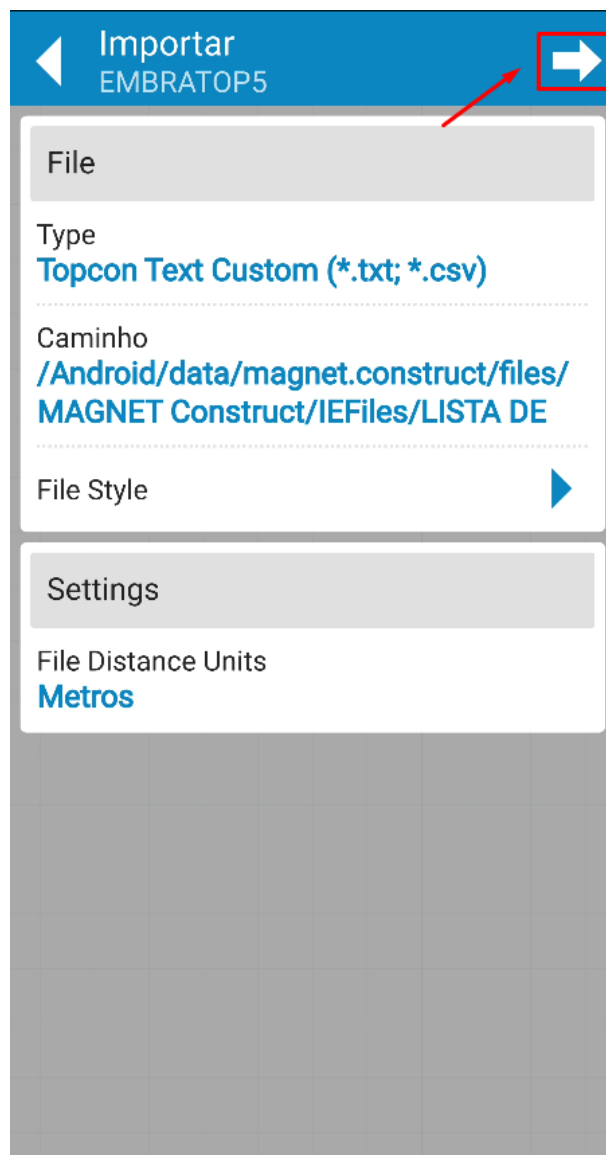 Importar
EMBRATOP5
File
Type
Topcon Text Custom (*.txt; *.csv)
Caminho
/Android/data/magnet.construct/files/
MAGNET Construct/IEFiles/LISTA DE
File Style
Settings
File Distance Units
Metros